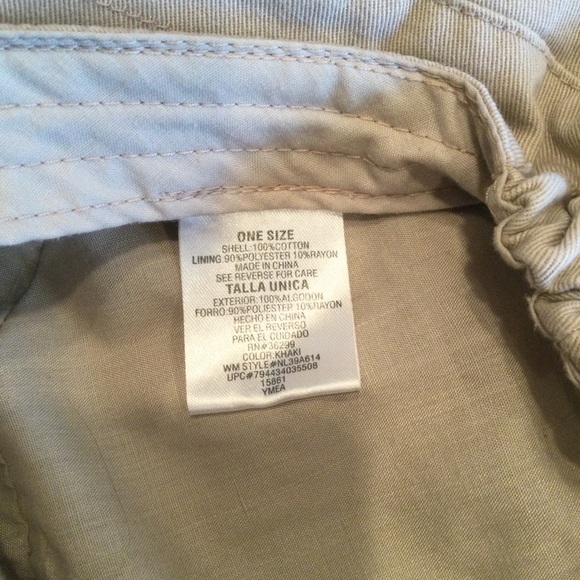 ONE SIZE
SHELL:100%COTTON
LINING:90%POLYESTER 10%RAYON
MADE IN CHINA
SEE REVERSE FOR CARE
TALLA UNICA
EXTERIOR:100%ALGODON
FORRO:90%POLYESTER 10%RAYON
HECHO EN CHINA
VER EL REVERSO
PARA EL CUIDADO
RN#36299
COLOR:KHAKI
WM STYLE#NL39A614
UPC#794434035508
15861
YMEA